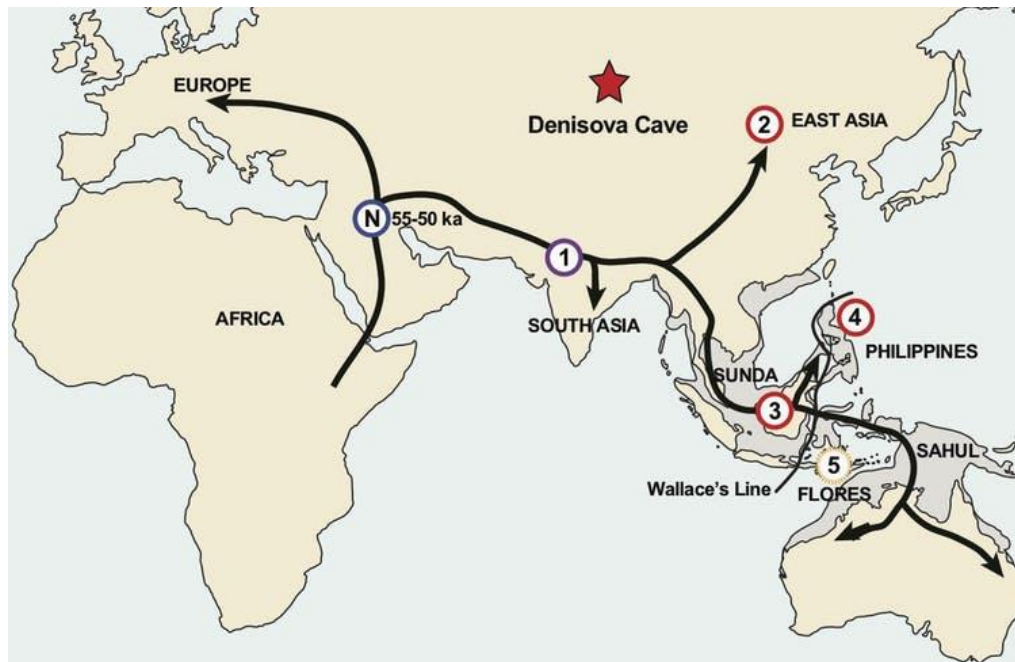 EUROPE
Denisova Cave
2
EAST ASIA
N
55-50 ka
1
AFRICA
SOUTH ASIA
4
PHILIPPINES
SUNDA
3
SAHUL
5
Wallace's Line
FLORES